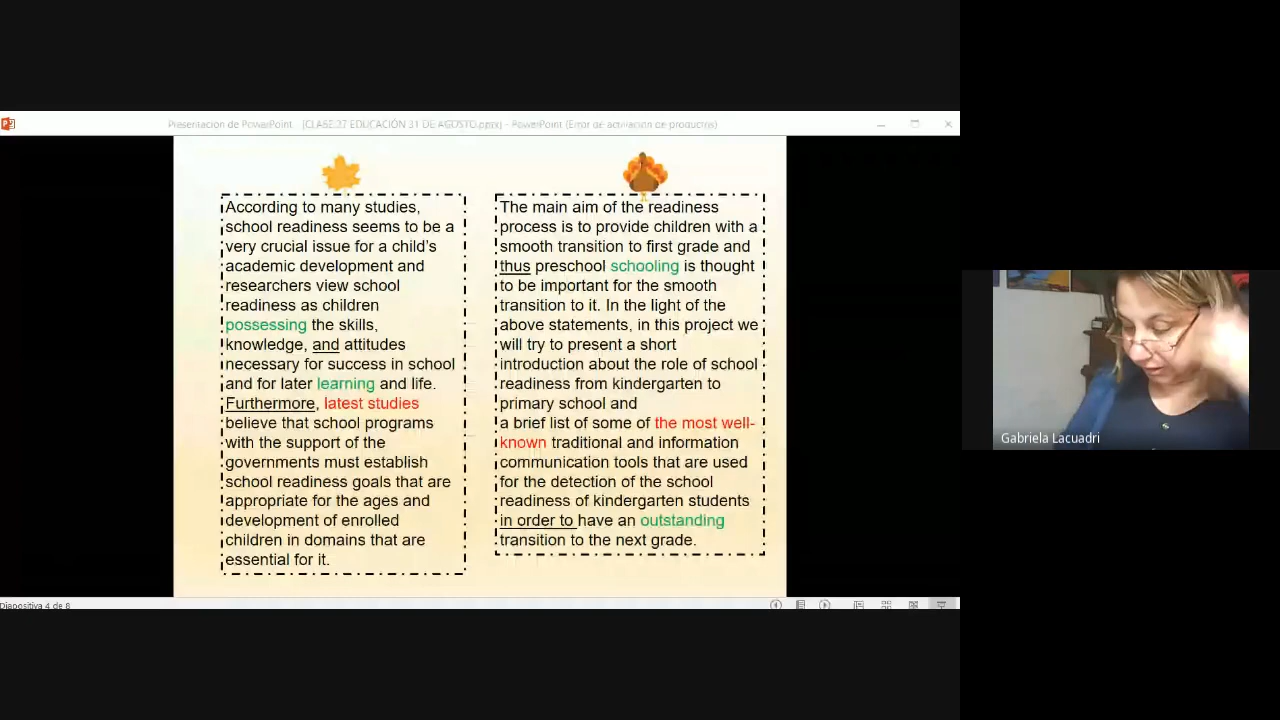 Presentación de PowerPoint - [CLASE 27 EDUCACIÓN 31 DE AGOSTO.pptx] - PowerPoint (Error de activación de productos)
According to many studies,
school readiness seems to be a
very crucial issue for a child's
academic development and
researchers view school
readiness as children
possessing the skills,
knowledge, and attitudes
necessary for success in school
and for later learning and life.
Furthermore, latest studies
believe that school programs
with the support of the
governments must establish
school readiness goals that are
appropriate for the ages and
development of enrolled
children in domains that are
essential for it.
The main aim of the readiness
process is to provide children with a
smooth transition to first grade and
thus preschool schooling is thought
to be important for the smooth
transition to it. In the light of the
above statements, in this project we
will try to present a short
introduction about the role of school
readiness from kindergarten to
primary school and
a brief list of some of the most well-
known traditional and information
communication tools that are used
for the detection of the school
readiness of kindergarten students
in order to have an outstanding
transition to the next grade.
Diapositiva 4 de 8
Gabriela Lacuadri